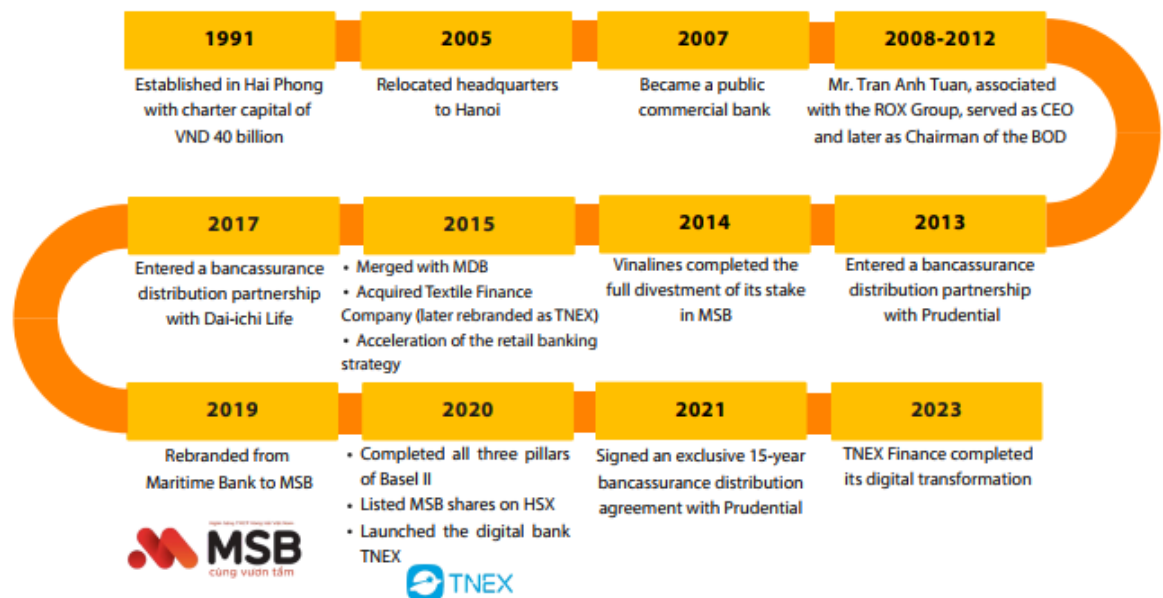 1991
Established in Hai Phong
with charter capital of
VND 40 billion
2005
Relocated headquarters
to Hanoi
2007
Became a public
commercial bank
2008-2012
Mr. Tran Anh Tuan, associated
with the ROX Group, served as CEO
and later as Chairman of the BOD
2013
Entered a bancassurance
distribution partnership
with Prudential
2014
Vinalines completed the
full divestment of its stake
in MSB
2015
• Merged with MDB
• Acquired Textile Finance
Company (later rebranded as TNEX)
• Acceleration of the retail banking
strategy
2017
Entered a bancassurance
distribution partnership
with Dai-ichi Life
2019
Rebranded from
Maritime Bank to MSB
MSB
cùng vươn tầm
2020
• Completed all three pillars
of Basel II
• Listed MSB shares on HSX
• Launched the digital bank
TNEX
TNEX
2021
Signed an exclusive 15-year
bancassurance distribution
agreement with Prudential
2023
TNEX Finance completed
its digital transformation